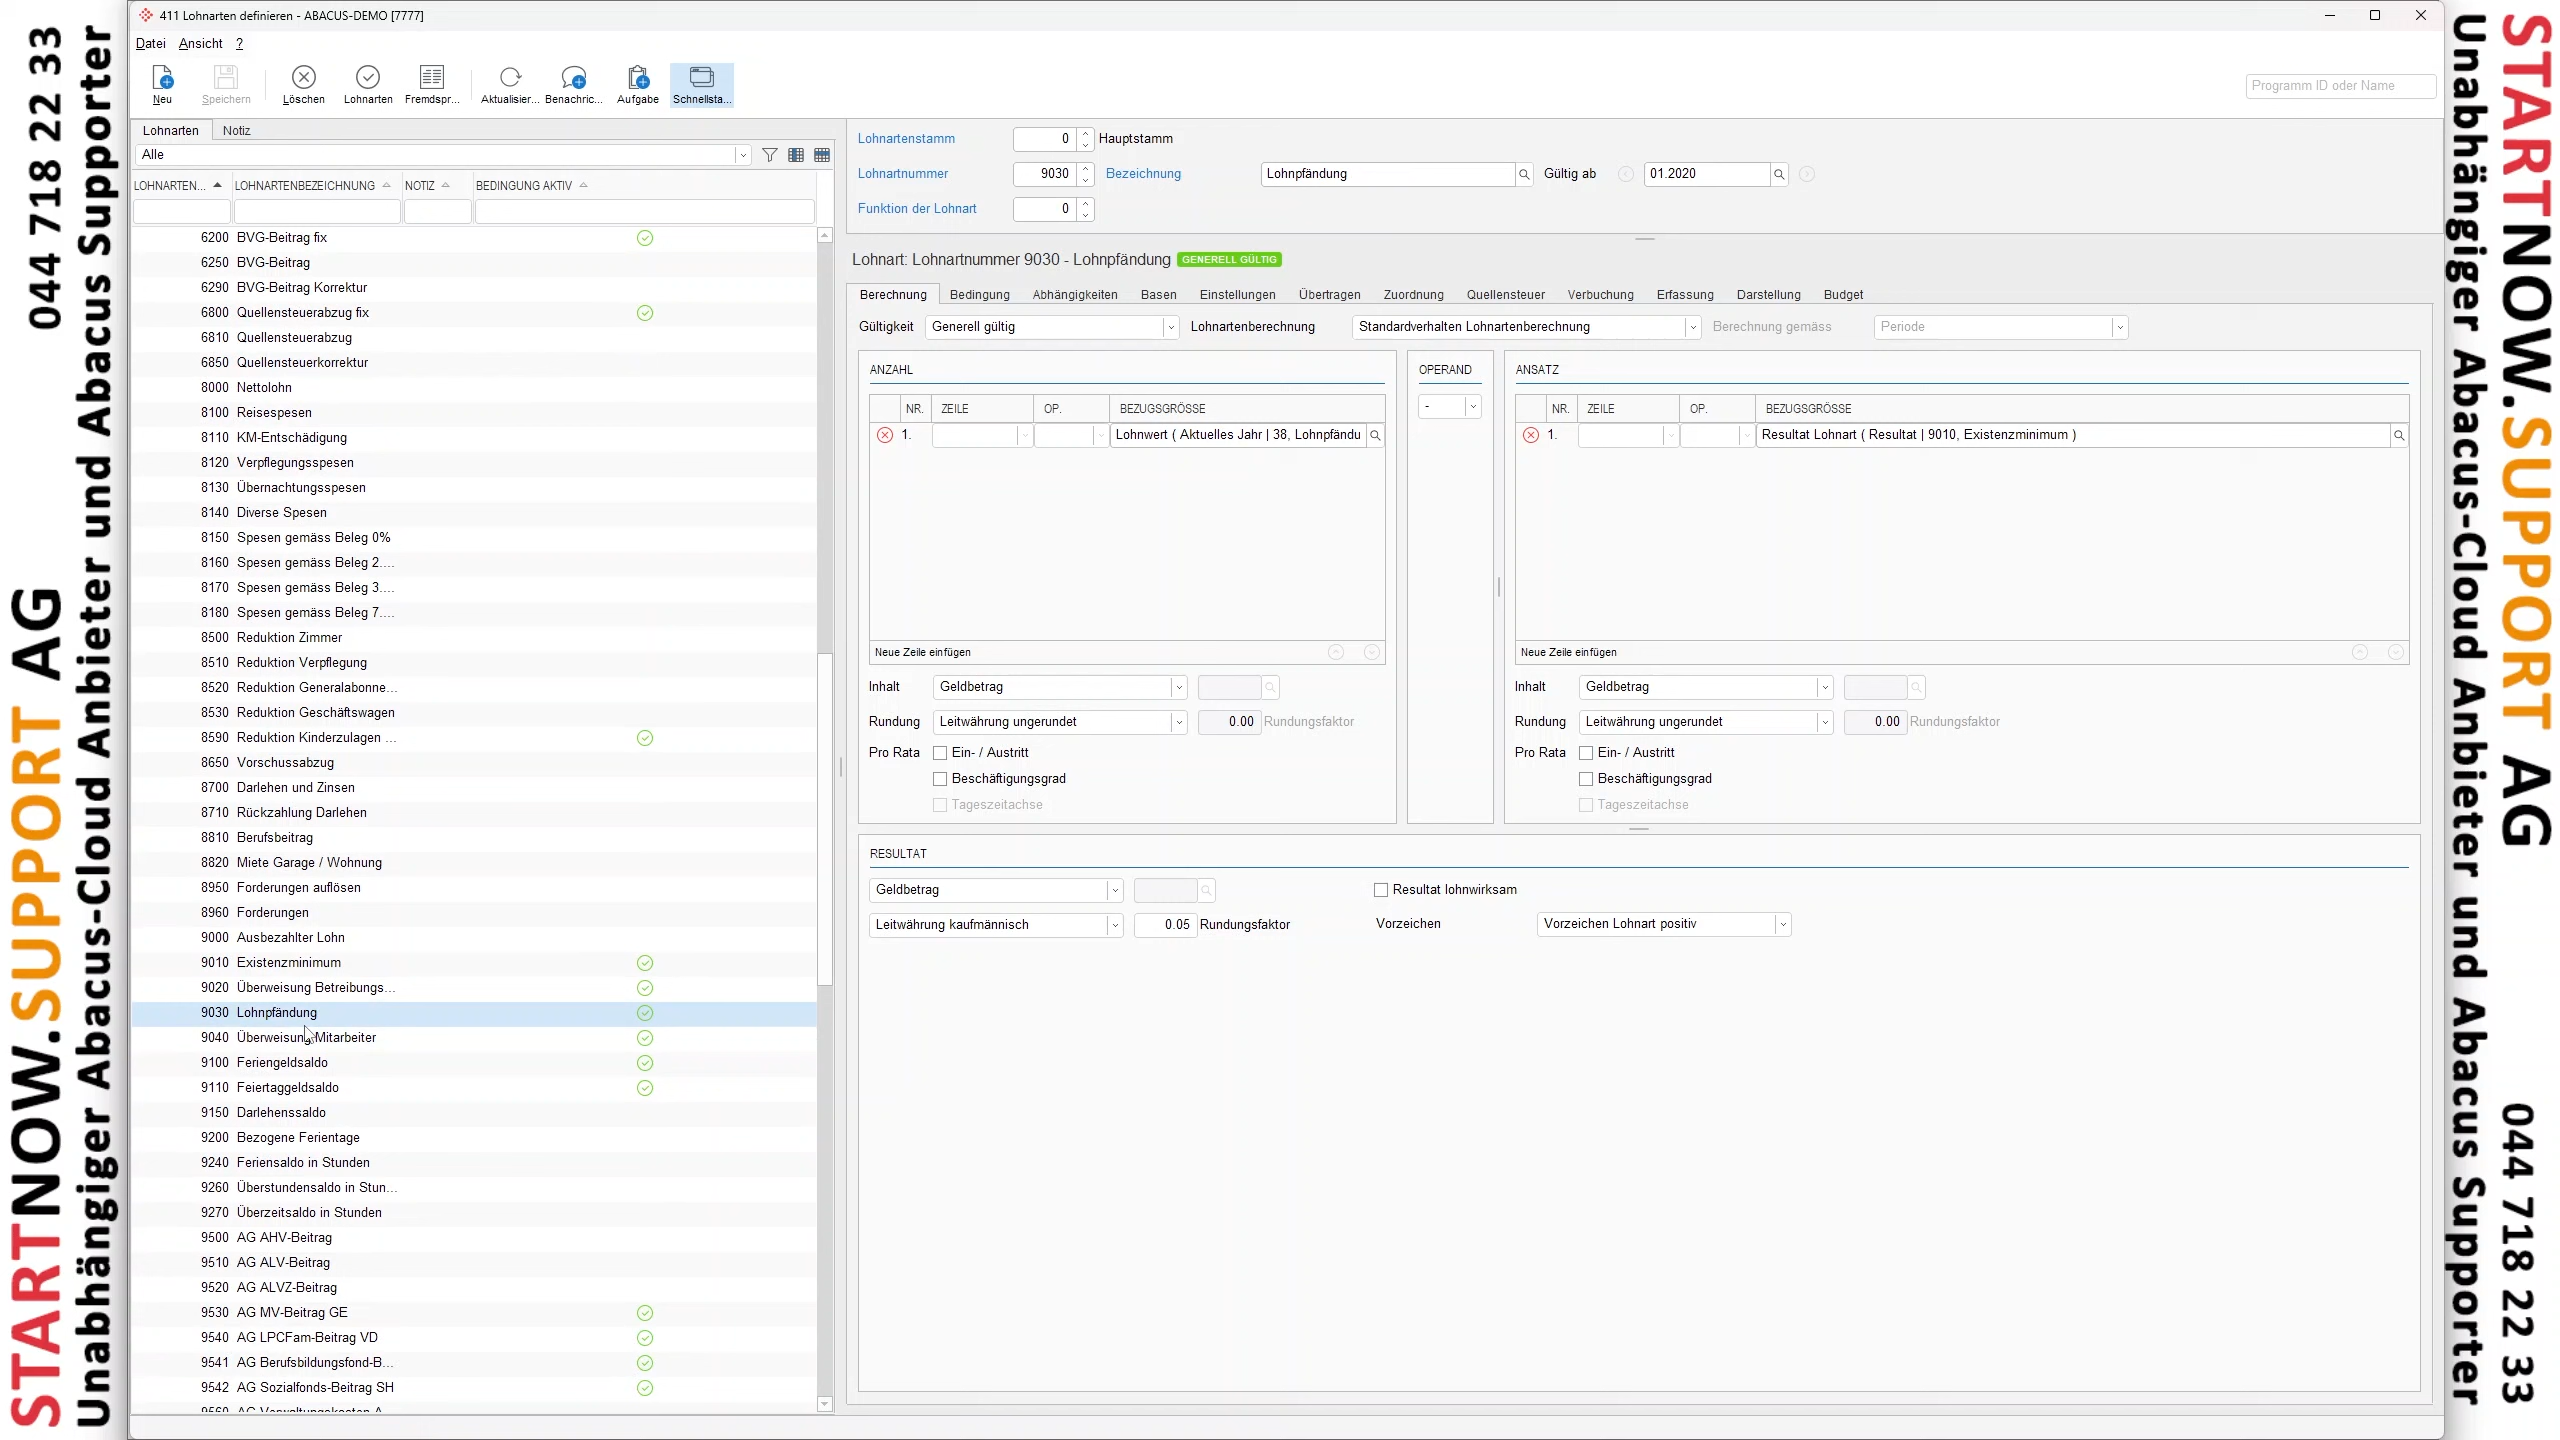 STARTNOW.SUPPORT AG
044 718 22 33
Unabhängiger Abacus-Cloud Anbieter und Abacus Supporter
411 Lohnarten definieren - ABACUS-DEMO [7777]
Datei Ansicht ?
Neu Speichern Löschen Lohnarten Fremdspr... Aktualisier... Benachric... Aufgabe Schnellsta...
Programm ID oder Name
Lohnarten Notiz
Alle
LOHNARTEN... LOHNARTENBEZEICHNUNG NOTIZ BEDINGUNG AKTIV
6200 BVG-Beitrag fix
6250 BVG-Beitrag
6290 BVG-Beitrag Korrektur
6800 Quellensteuerabzug fix
6810 Quellensteuerabzug
6850 Quellensteuerkorrektur
8000 Nettolohn
8100 Reisespesen
8110 KM-Entschädigung
8120 Verpflegungsspesen
8130 Übernachtungsspesen
8140 Diverse Spesen
8150 Spesen gemäss Beleg 0%
8160 Spesen gemäss Beleg 2....
8170 Spesen gemäss Beleg 3....
8180 Spesen gemäss Beleg 7....
8500 Reduktion Zimmer
8510 Reduktion Verpflegung
8520 Reduktion Generalabonne...
8530 Reduktion Geschäftswagen
8590 Reduktion Kinderzulagen ...
8650 Vorschussabzug
8700 Darlehen und Zinsen
8710 Rückzahlung Darlehen
8810 Berufsbeitrag
8820 Miete Garage / Wohnung
8950 Forderungen auflösen
8960 Forderungen
9000 Ausbezahlter Lohn
9010 Existenzminimum
9020 Überweisung Betreibungs...
9030 Lohnpfändung
9040 Überweisung Mitarbeiter
9100 Feriengeldsaldo
9110 Feiertaggeldsaldo
9150 Darlehenssaldo
9200 Bezogene Ferientage
9240 Feriensaldo in Stunden
9260 Überstundensaldo in Stun...
9270 Überzeitsaldo in Stunden
9500 AG AHV-Beitrag
9510 AG ALV-Beitrag
9520 AG ALVZ-Beitrag
9530 AG MV-Beitrag GE
9540 AG LPCFam-Beitrag VD
9541 AG Berufsbildungsfond-B...
9542 AG Sozialfonds-Beitrag SH
9560 AG Verwaltungskosten A...
Lohnartenstamm 0 Hauptstamm
Lohnartnummer 9030 Bezeichnung Lohnpfändung Gültig ab 01.2020
Funktion der Lohnart 0
Lohnart: Lohnartnummer 9030 - Lohnpfändung GENERELL GÜLTIG
Berechnung Bedingung Abhängigkeiten Basen Einstellungen Übertragen Zuordnung Quellensteuer Verbuchung Erfassung Darstellung Budget
Gültigkeit Generell gültig Lohnartenberechnung Standardverhalten Lohnartenberechnung Berechnung gemäss Periode
ANZAHL
NR. ZEILE OP. BEZUGSGRÖSSE
1. Lohnwert ( Aktuelles Jahr | 38, Lohnpfändu
Neue Zeile einfügen
Inhalt Geldbetrag
Rundung Leitwährung ungerundet 0.00 Rundungsfaktor
Pro Rata Ein- / Austritt
Beschäftigungsgrad
Tageszeitachse
OPERAND
-
ANSATZ
NR. ZEILE OP. BEZUGSGRÖSSE
1. Resultat Lohnart ( Resultat | 9010, Existenzminimum )
Neue Zeile einfügen
Inhalt Geldbetrag
Rundung Leitwährung ungerundet 0.00 Rundungsfaktor
Pro Rata Ein- / Austritt
Beschäftigungsgrad
Tageszeitachse
RESULTAT
Geldbetrag Resultat lohnwirksam
Leitwährung kaufmännisch 0.05 Rundungsfaktor Vorzeichen Vorzeichen Lohnart positiv
STARTNOW.SUPPORT AG
044 718 22 33
Unabhängiger Abacus-Cloud Anbieter und Abacus Supporter